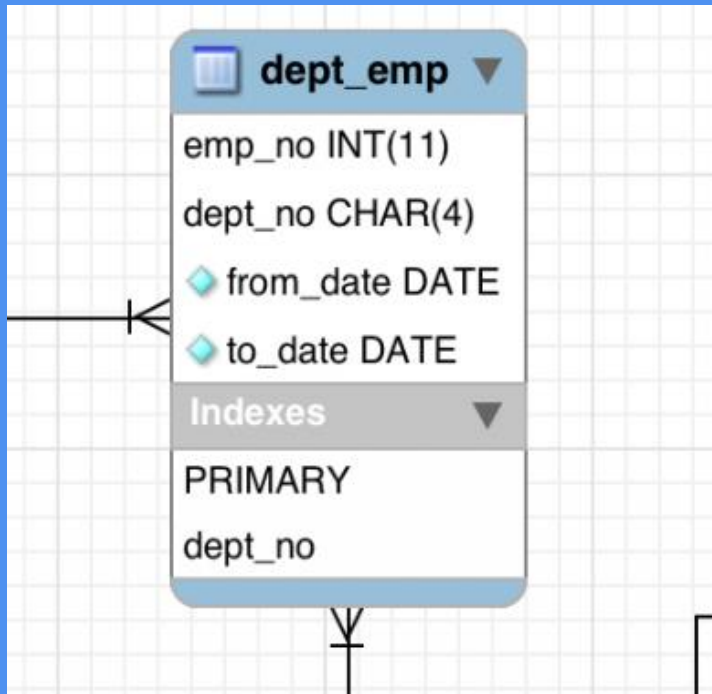 dept_emp
emp_no INT(11)
dept_no CHAR(4)
from_date DATE
to_date DATE
Indexes
PRIMARY
dept_no